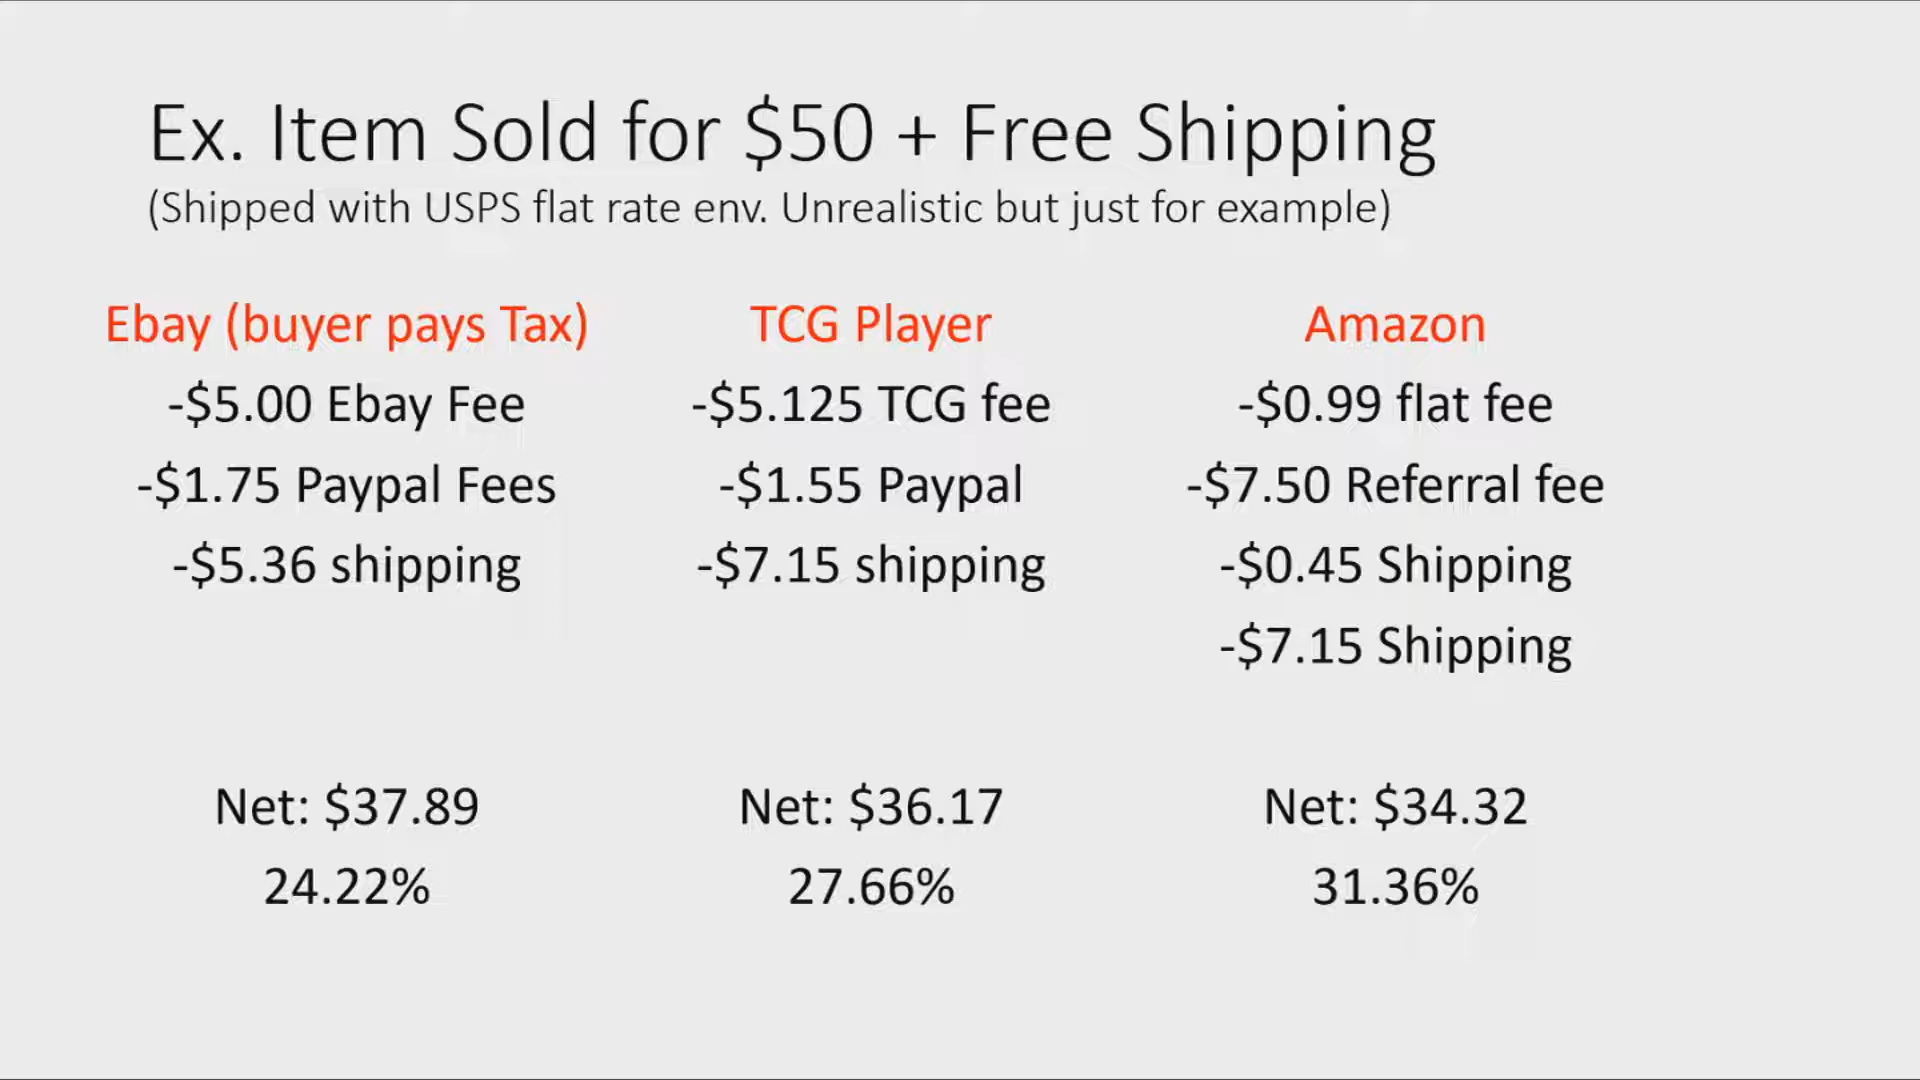 Ex. Item Sold for $50 + Free Shipping
(Shipped with USPS flat rate env. Unrealistic but just for example)
Ebay (buyer pays Tax)
-$5.00 Ebay Fee
-$1.75 Paypal Fees
-$5.36 shipping
Net: $37.89
24.22%
TCG Player
-$5.125 TCG fee
-$1.55 Paypal
-$7.15 shipping
Net: $36.17
27.66%
Amazon
-$0.99 flat fee
-$7.50 Referral fee
-$0.45 Shipping
-$7.15 Shipping
Net: $34.32
31.36%